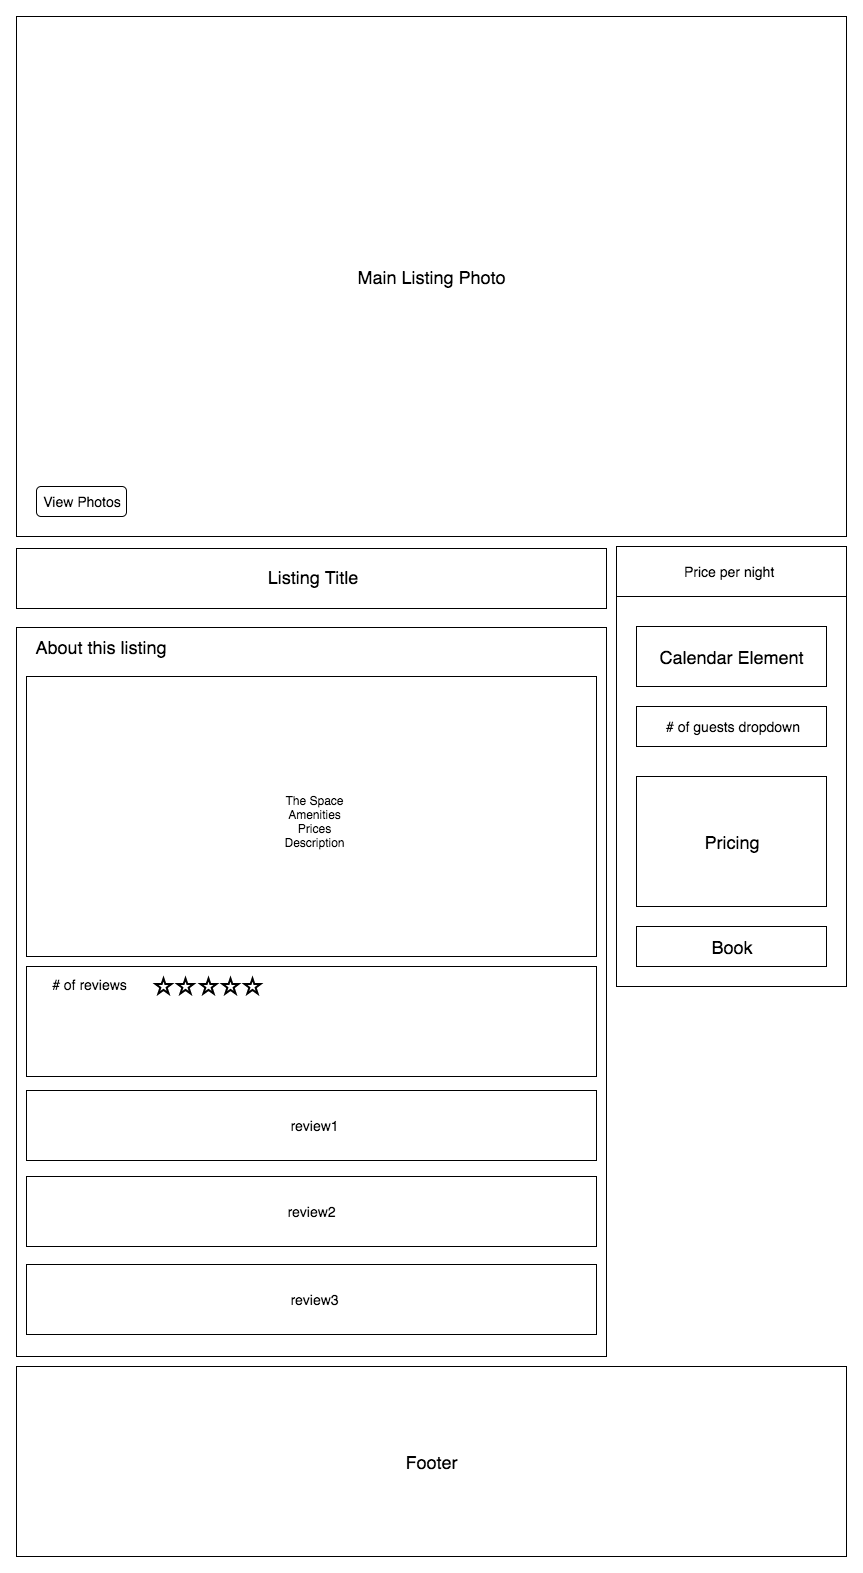 Main Listing Photo
View Photos
Listing Title
Price per night
About this listing
Calendar Element
# of guests dropdown
The Space
Amenities
Prices
Description
Pricing
Book
# of reviews
review1
review2
review3
Footer